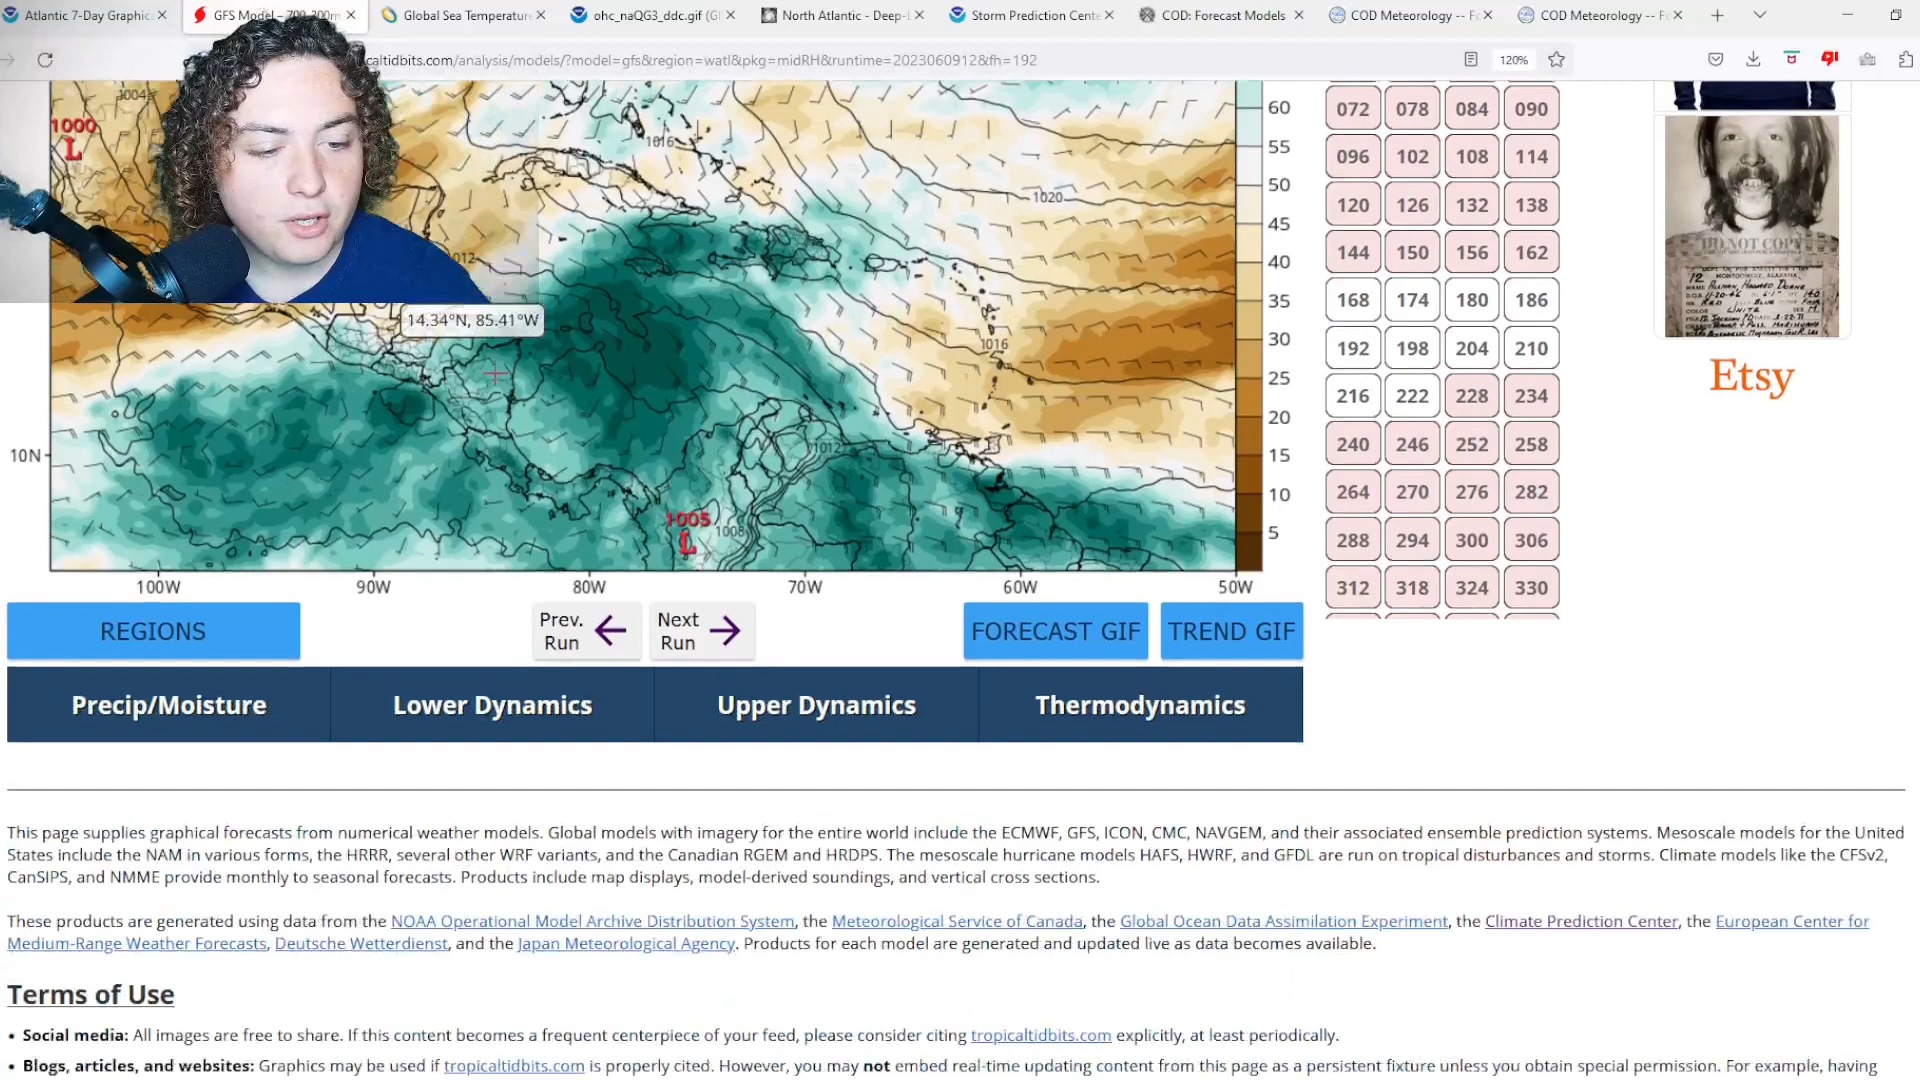 Atlantic 7-Day Graphic
GFS Model – 700-300m
Global Sea Temperature
ohc_naQG3_ddc.gif (GI
North Atlantic - Deep-L
Storm Prediction Cente
COD: Forecast Models
COD Meteorology -- Fo
COD Meteorology -- Fo
caltidbits.com/analysis/models/?model=gfs&region=watl&pkg=midRH&runtime=2023060912&fh=192
120%
1004
1000
L
1016
1020
012
14.34°N, 85.41°W
1016
1012
10N
1005
L
1008
100W 90W 80W 70W 60W 50W
60
55
50
45
40
35
30
25
20
15
10
5
072 078 084 090
096 102 108 114
120 126 132 138
144 150 156 162
168 174 180 186
192 198 204 210
216 222 228 234
240 246 252 258
264 270 276 282
288 294 300 306
312 318 324 330
DO NOT COPY
12
MONTGOMERY, ALABAMA
Etsy
REGIONS
Prev. Run
Next Run
FORECAST GIF
TREND GIF
Precip/Moisture
Lower Dynamics
Upper Dynamics
Thermodynamics
This page supplies graphical forecasts from numerical weather models. Global models with imagery for the entire world include the ECMWF, GFS, ICON, CMC, NAVGEM, and their associated ensemble prediction systems. Mesoscale models for the United
States include the NAM in various forms, the HRRR, several other WRF variants, and the Canadian RGEM and HRDPS. The mesoscale hurricane models HAFS, HWRF, and GFDL are run on tropical disturbances and storms. Climate models like the CFSv2,
CanSIPS, and NMME provide monthly to seasonal forecasts. Products include map displays, model-derived soundings, and vertical cross sections.
These products are generated using data from the NOAA Operational Model Archive Distribution System, the Meteorological Service of Canada, the Global Ocean Data Assimilation Experiment, the Climate Prediction Center, the European Center for
Medium-Range Weather Forecasts, Deutsche Wetterdienst, and the Japan Meteorological Agency. Products for each model are generated and updated live as data becomes available.
Terms of Use
• Social media: All images are free to share. If this content becomes a frequent centerpiece of your feed, please consider citing tropicaltidbits.com explicitly, at least periodically.
• Blogs, articles, and websites: Graphics may be used if tropicaltidbits.com is properly cited. However, you may not embed real-time updating content from this page as a persistent fixture unless you obtain special permission. For example, having